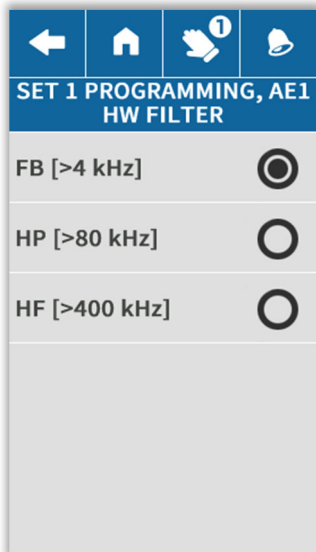 1
SET 1 PROGRAMMING, AE1
HW FILTER
FB [>4 kHz]
HP [>80 kHz]
HF [>400 kHz]